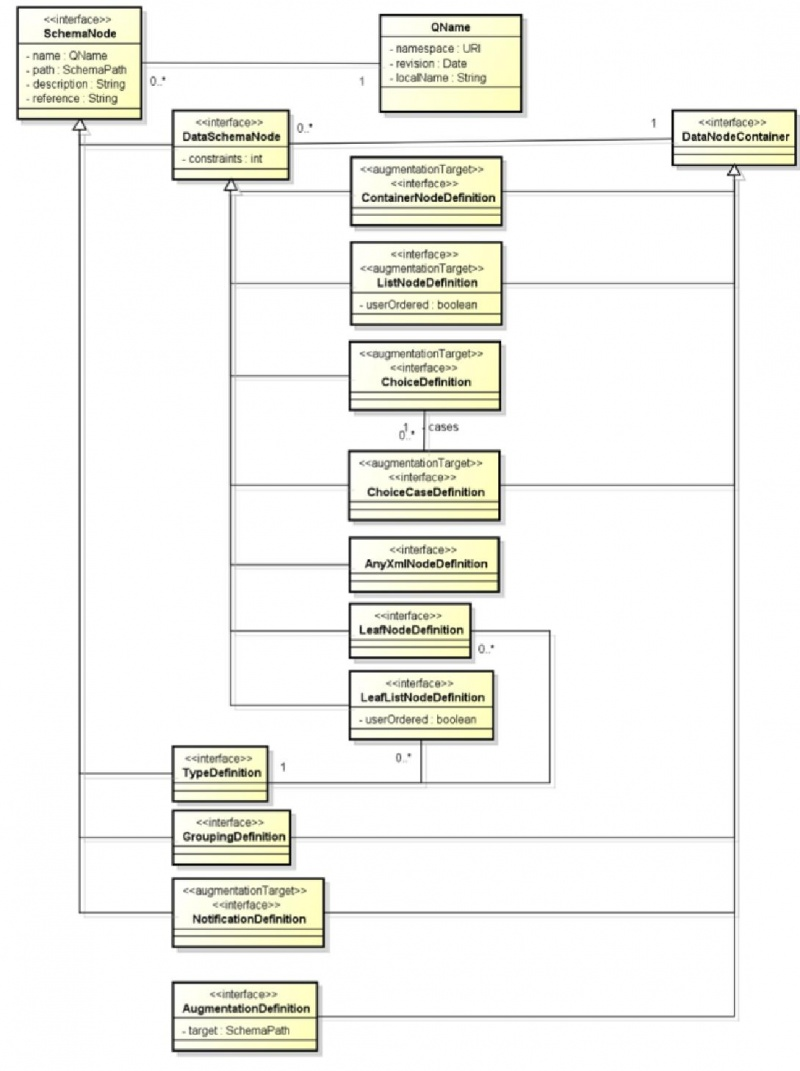 <<interface>>
SchemaNode
- name : QName
- path : SchemaPath
- description : String
- reference : String
0..*
1
QName
- namespace : URI
- revision : Date
- localName : String
<<interface>>
DataSchemaNode
- constraints : int
0..*
1
<<interface>>
DataNodeContainer
<<augmentationTarget>>
<<interface>>
ContainerNodeDefinition
<<interface>>
<<augmentationTarget>>
ListNodeDefinition
- userOrdered : boolean
<<augmentationTarget>>
<<interface>>
ChoiceDefinition
1
cases
0..*
<<augmentationTarget>>
<<interface>>
ChoiceCaseDefinition
<<interface>>
AnyXmlNodeDefinition
<<interface>>
LeafNodeDefinition
0..*
<<interface>>
LeafListNodeDefinition
- userOrdered : boolean
0..*
<<interface>>
TypeDefinition
1
<<interface>>
GroupingDefinition
<<augmentationTarget>>
<<interface>>
NotificationDefinition
<<interface>>
AugmentationDefinition
- target : SchemaPath